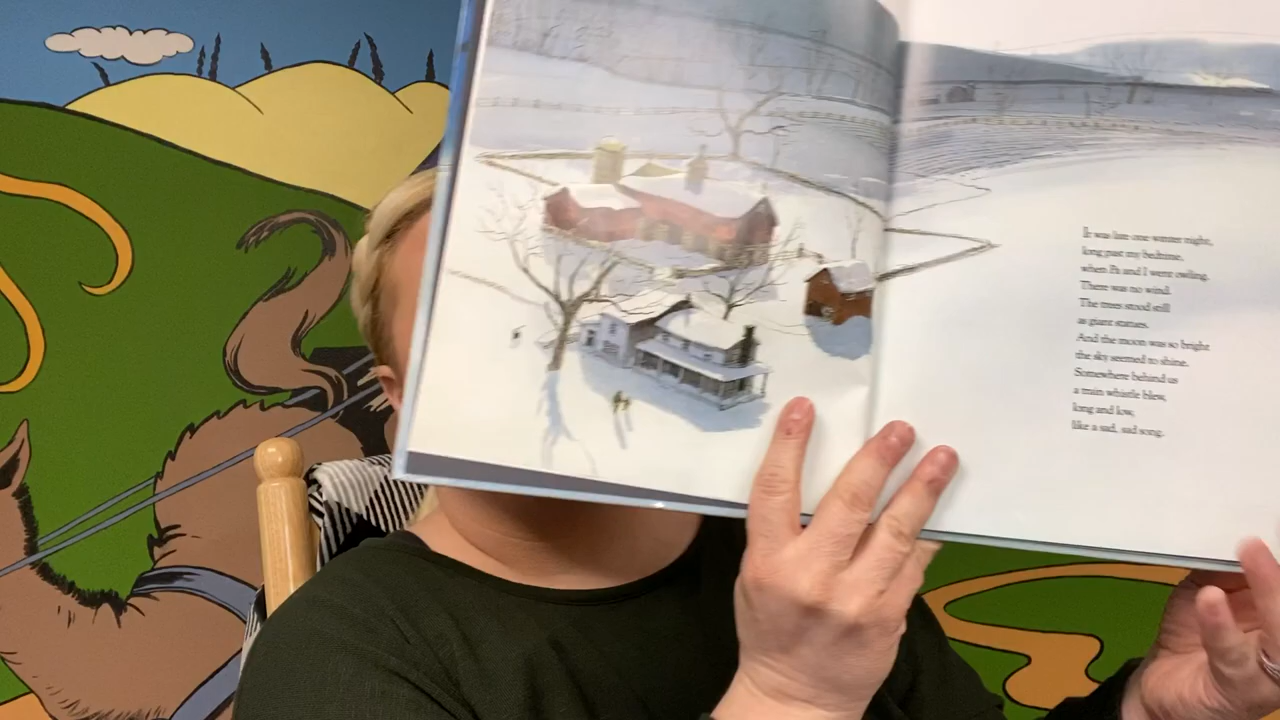 It was late one winter night,
long past my bedtime,
when Pa and I went owling.
There was no wind.
The trees stood still
as giant statues.
And the moon was so bright
the sky seemed to shine.
Somewhere behind us
a train whistle blew,
long and low,
like a sad, sad song.